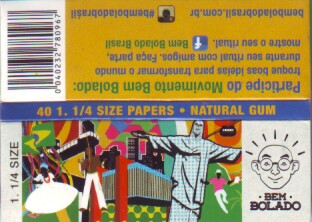 bemboladobrasil.com.br
#bemboladobrasil
Participe do Movimento Bem Bolado:
troque boas ideias para transformar o mundo
durante seu ritual com amigos. Faça parte,
mostre o seu ritual. f Bem Bolado Brasil
0040232780967
40 1. 1/4 SIZE PAPERS • NATURAL GUM
1. 1/4 SIZE
• BEM •
BOLADO